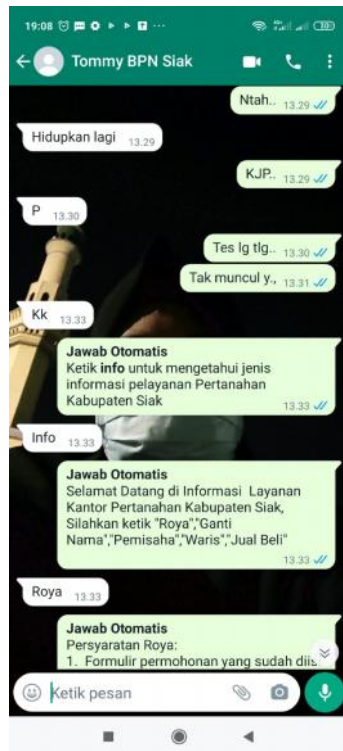 19:08
Tommy BPN Siak
Ntah.. 13.29
Hidupkan lagi 13.29
KJP.. 13.29
P 13.30
Tes lg tlg.. 13.30
Tak muncul y., 13.31
Kk 13.33
Jawab Otomatis
Ketik info untuk mengetahui jenis
informasi pelayanan Pertanahan
Kabupaten Siak
13.33
Info 13.33
Jawab Otomatis
Selamat Datang di Informasi Layanan
Kantor Pertanahan Kabupaten Siak,
Silahkan ketik "Roya","Ganti
Nama","Pemisaha","Waris","Jual Beli"
13.33
Roya 13.33
Jawab Otomatis
Persyaratan Roya:
1. Formulir permohonan yang sudah diis
Ketik pesan